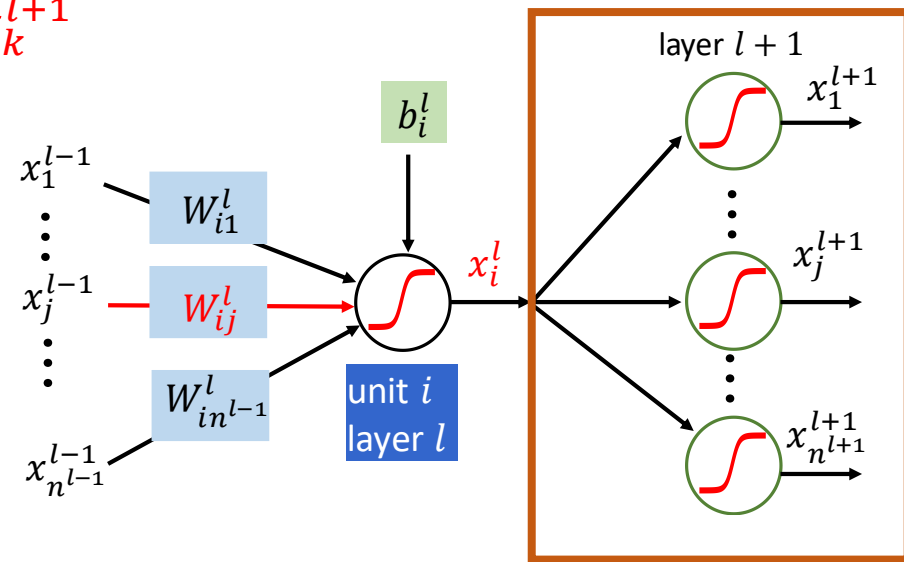 l+1
k
layer l + 1
x_1^{l+1}
b_i^l
x_1^{l-1}
W_{i1}^l
x_j^{l-1}
W_{ij}^l
x_i^l
x_j^{l+1}
W_{in^{l-1}}^l
unit i
layer l
x_{n^{l-1}}^{l-1}
x_{n^{l+1}}^{l+1}